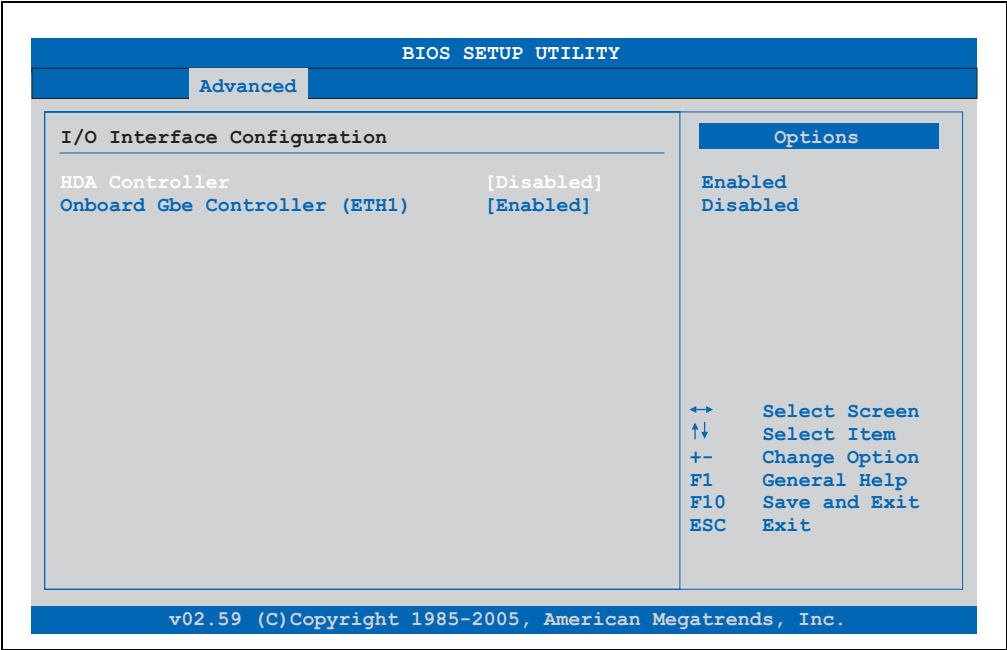 BIOS SETUP UTILITY
Advanced
I/O Interface Configuration
HDA Controller [Disabled]
Onboard Gbe Controller (ETH1) [Enabled]
Options
Enabled
Disabled
↔ Select Screen
↑↓ Select Item
+- Change Option
F1 General Help
F10 Save and Exit
ESC Exit
v02.59 (C)Copyright 1985-2005, American Megatrends, Inc.